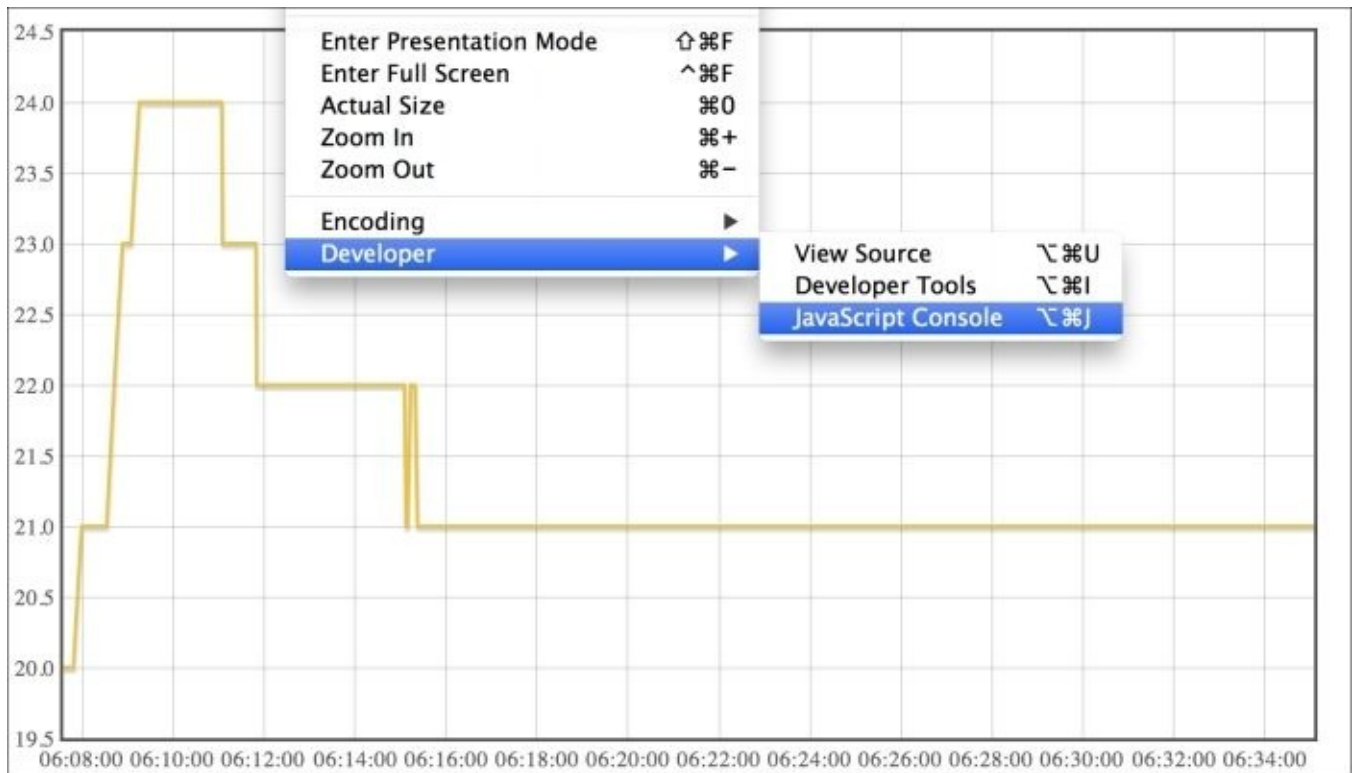 24.5
Enter Presentation Mode ⇧⌘F
Enter Full Screen ^⌘F
24.0
Actual Size ⌘0
Zoom In ⌘+
23.5
Zoom Out ⌘−
Encoding ▶
23.0
Developer ▶
View Source ⌥⌘U
Developer Tools ⌥⌘I
22.5
JavaScript Console ⌥⌘J
22.0
21.5
21.0
20.5
20.0
19.5
06:08:00 06:10:00 06:12:00 06:14:00 06:16:00 06:18:00 06:20:00 06:22:00 06:24:00 06:26:00 06:28:00 06:30:00 06:32:00 06:34:00